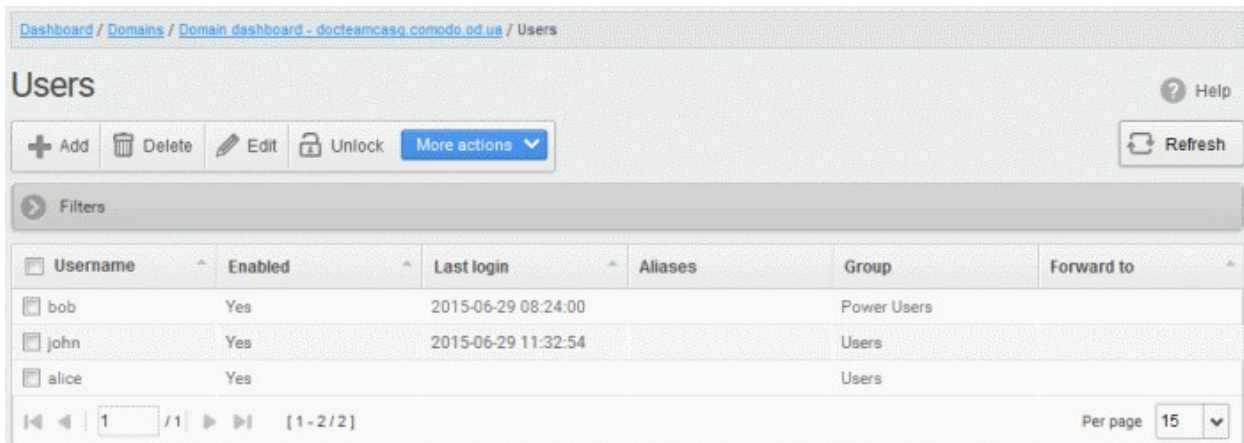 Dashboard / Domains / Domain dashboard - docteamcasg.comodo.od.ua / Users
Users
Help
Add Delete Edit Unlock More actions
Refresh
Filters
Username Enabled Last login Aliases Group Forward to
bob Yes 2015-06-29 08:24:00 Power Users
john Yes 2015-06-29 11:32:54 Users
alice Yes Users
1 / 1 [ 1 - 2 / 2 ] Per page 15